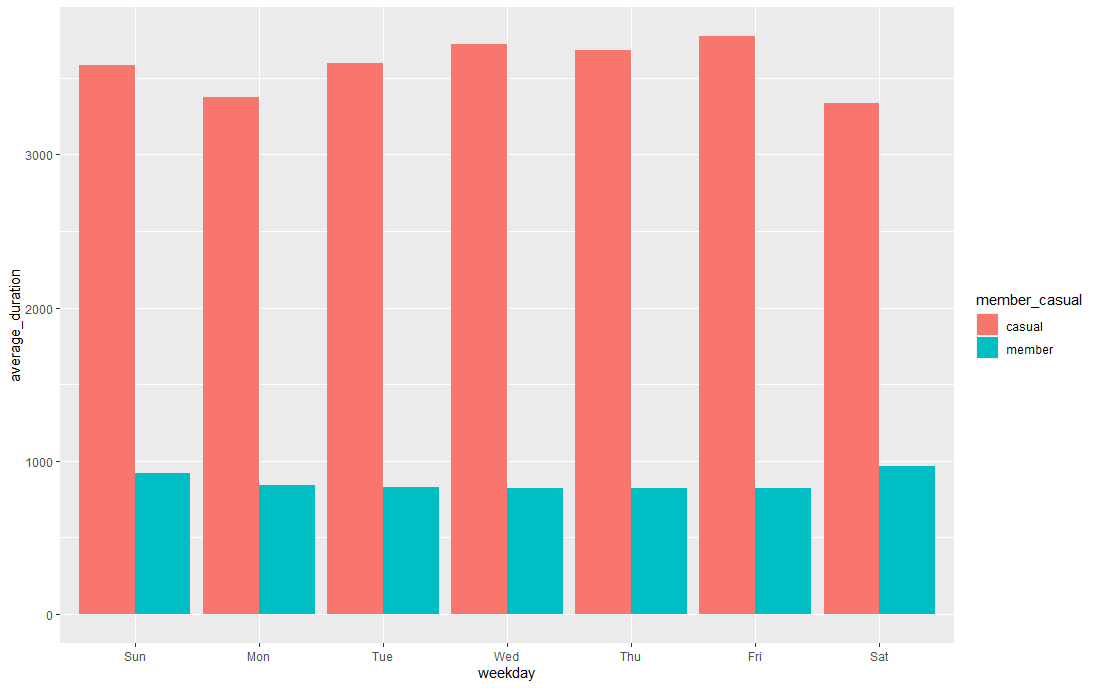 3000
2000
1000
0
average_duration
Sun Mon Tue Wed Thu Fri Sat
weekday
member_casual
casual
member